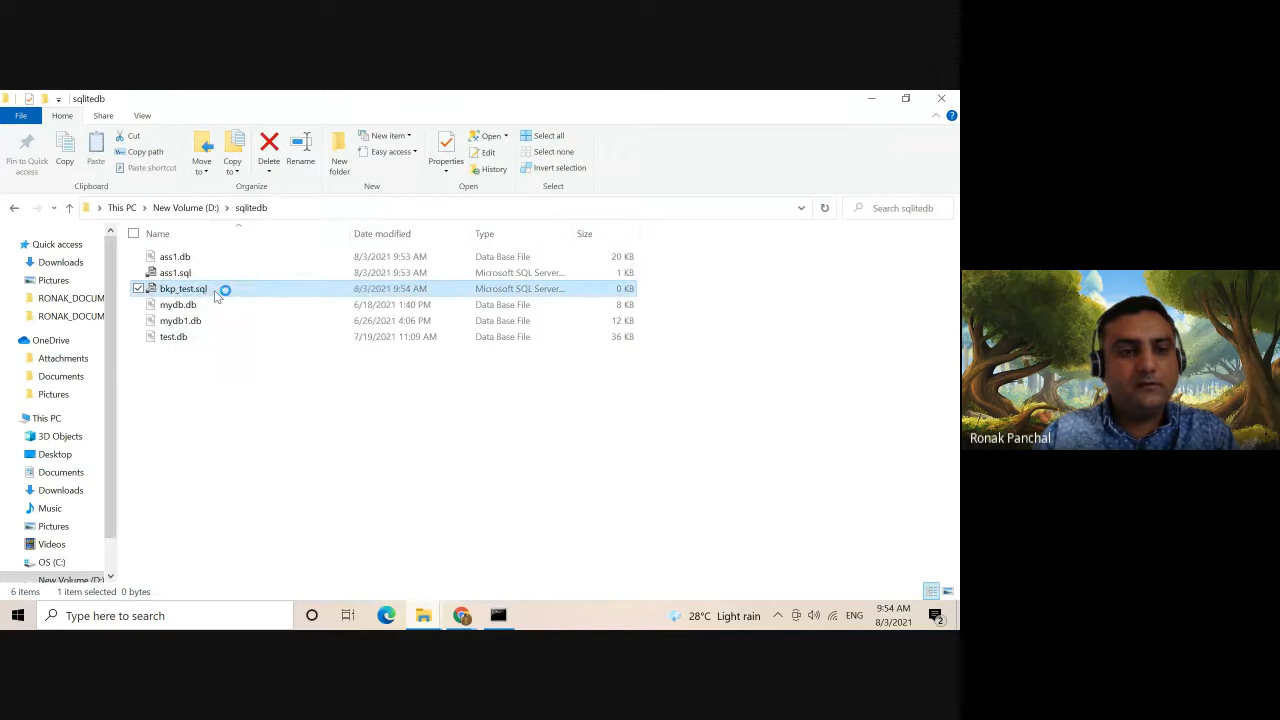 sqlitedb
File Home Share View
Pin to Quick access
Copy
Paste
Cut
Copy path
Paste shortcut
Clipboard
Move to
Copy to
Delete
Rename
Organize
New folder
New item
Easy access
New
Properties
Open
Edit
History
Open
Select all
Select none
Invert selection
Select
This PC > New Volume (D:) > sqlitedb
Search sqlitedb
Quick access
Downloads
Pictures
RONAK_DOCUM
RONAK_DOCUM
OneDrive
Attachments
Documents
Pictures
This PC
3D Objects
Desktop
Documents
Downloads
Music
Pictures
Videos
OS (C:)
New Volume (D:
Name Date modified Type Size
ass1.db 8/3/2021 9:53 AM Data Base File 20 KB
ass1.sql 8/3/2021 9:53 AM Microsoft SQL Server... 1 KB
bkp_test.sql 8/3/2021 9:54 AM Microsoft SQL Server... 0 KB
mydb.db 6/18/2021 1:40 PM Data Base File 8 KB
mydb1.db 6/26/2021 4:06 PM Data Base File 12 KB
test.db 7/19/2021 11:09 AM Data Base File 36 KB
6 items 1 item selected 0 bytes
Type here to search
28°C Light rain
ENG
9:54 AM
8/3/2021
2
Ronak Panchal